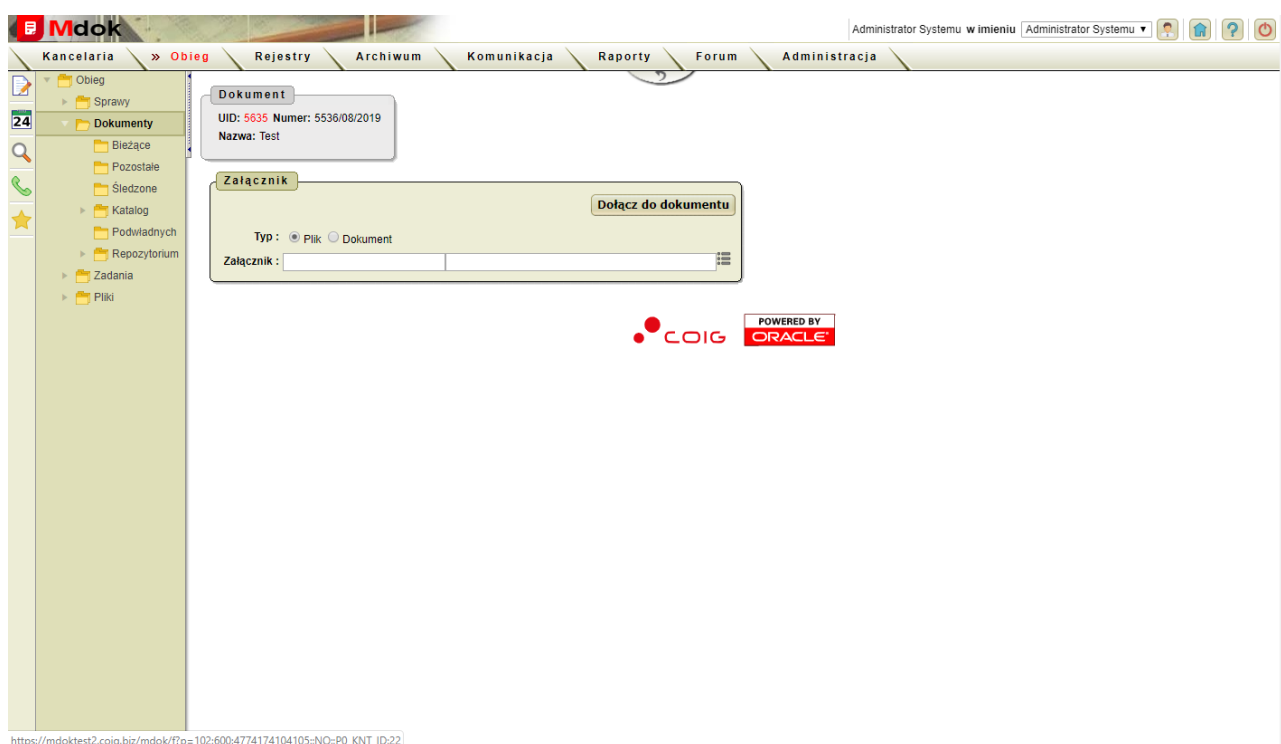 Mdok
Administrator Systemu w imieniu Administrator Systemu
Kancelaria » Obieg Rejestry Archiwum Komunikacja Raporty Forum Administracja
24
Obieg
Sprawy
Dokumenty
Bieżące
Pozostałe
Śledzone
Katalog
Podwładnych
Repozytorium
Zadania
Pliki
Dokument
UID: 5635 Numer: 5536/08/2019
Nazwa: Test
Załącznik
Dołącz do dokumentu
Typ : Plik Dokument
Załącznik :
COIG
POWERED BY
ORACLE
https://mdoktest2.coig.biz/mdok/f?p=102:600:4774174104105::NO::P0_KNT_ID:22